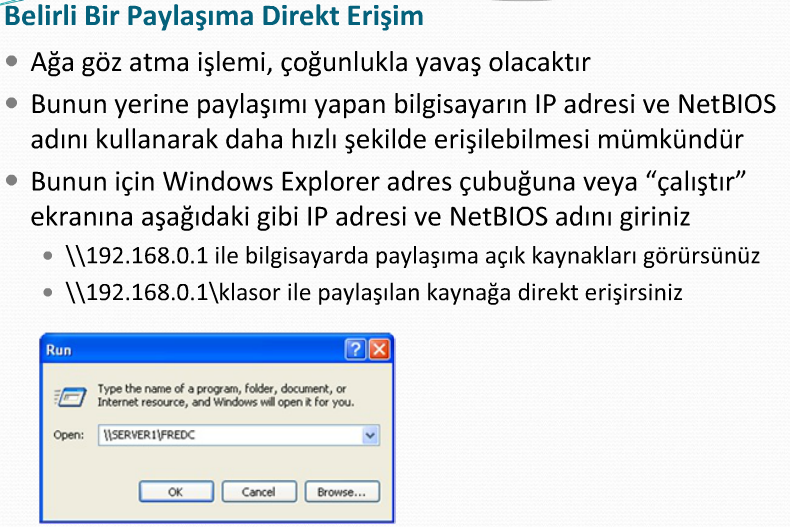 Belirli Bir Paylaşıma Direkt Erişim
• Ağa göz atma işlemi, çoğunlukla yavaş olacaktır
• Bunun yerine paylaşımı yapan bilgisayarın IP adresi ve NetBIOS
adını kullanarak daha hızlı şekilde erişilebilmesi mümkündür
• Bunun için Windows Explorer adres çubuğuna veya “çalıştır”
ekranına aşağıdaki gibi IP adresi ve NetBIOS adını giriniz
• \\192.168.0.1 ile bilgisayarda paylaşıma açık kaynakları görürsünüz
• \\192.168.0.1\klasor ile paylaşılan kaynağa direkt erişirsiniz
Run
Type the name of a program, folder, document, or
Internet resource, and Windows will open it for you.
Open: \\SERVER1\FREDC
OK Cancel Browse...